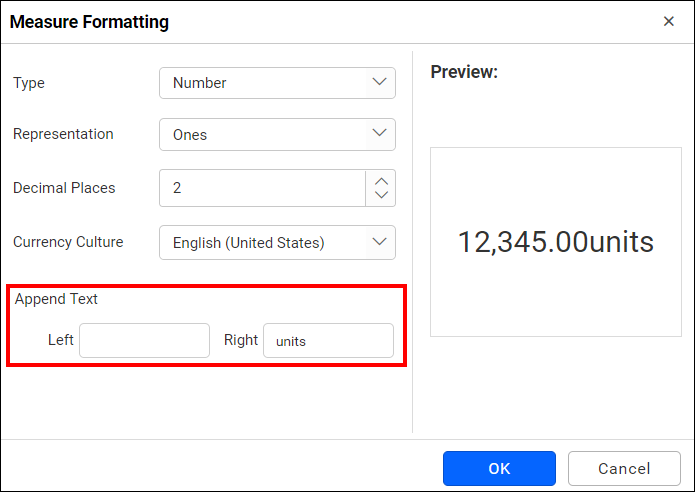 Measure Formatting
Type Number
Representation Ones
Decimal Places 2
Currency Culture English (United States)
Append Text
Left Right units
Preview:
12,345.00units
OK Cancel